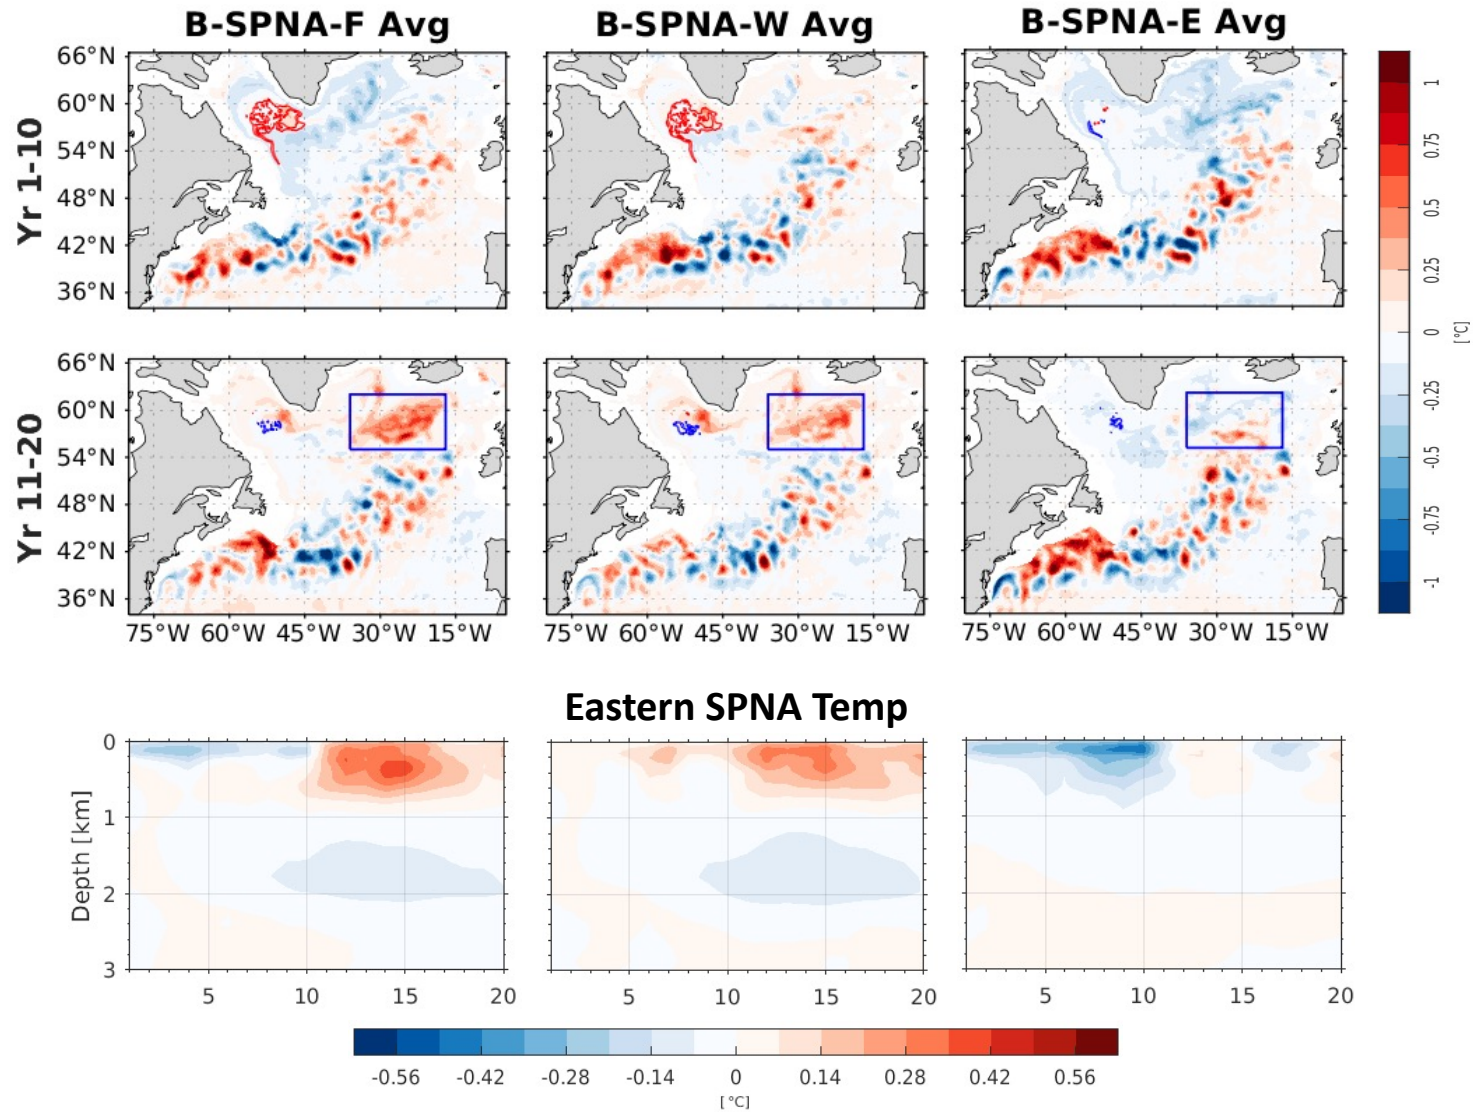 B-SPNA-F Avg B-SPNA-W Avg B-SPNA-E Avg
Yr 1-10
66°N
60°N
54°N
48°N
42°N
36°N
1
0.75
0.5
0.25
0
-0.25
-0.5
-0.75
-1
[°C]
Yr 11-20
66°N
60°N
54°N
48°N
42°N
36°N
75°W 60°W 45°W 30°W 15°W 75°W 60°W 45°W 30°W 15°W 75°W 60°W 45°W 30°W 15°W
Eastern SPNA Temp
Depth [km]
0
1
2
3
5 10 15 20 5 10 15 20 5 10 15 20
-0.56 -0.42 -0.28 -0.14 0 0.14 0.28 0.42 0.56
[°C]